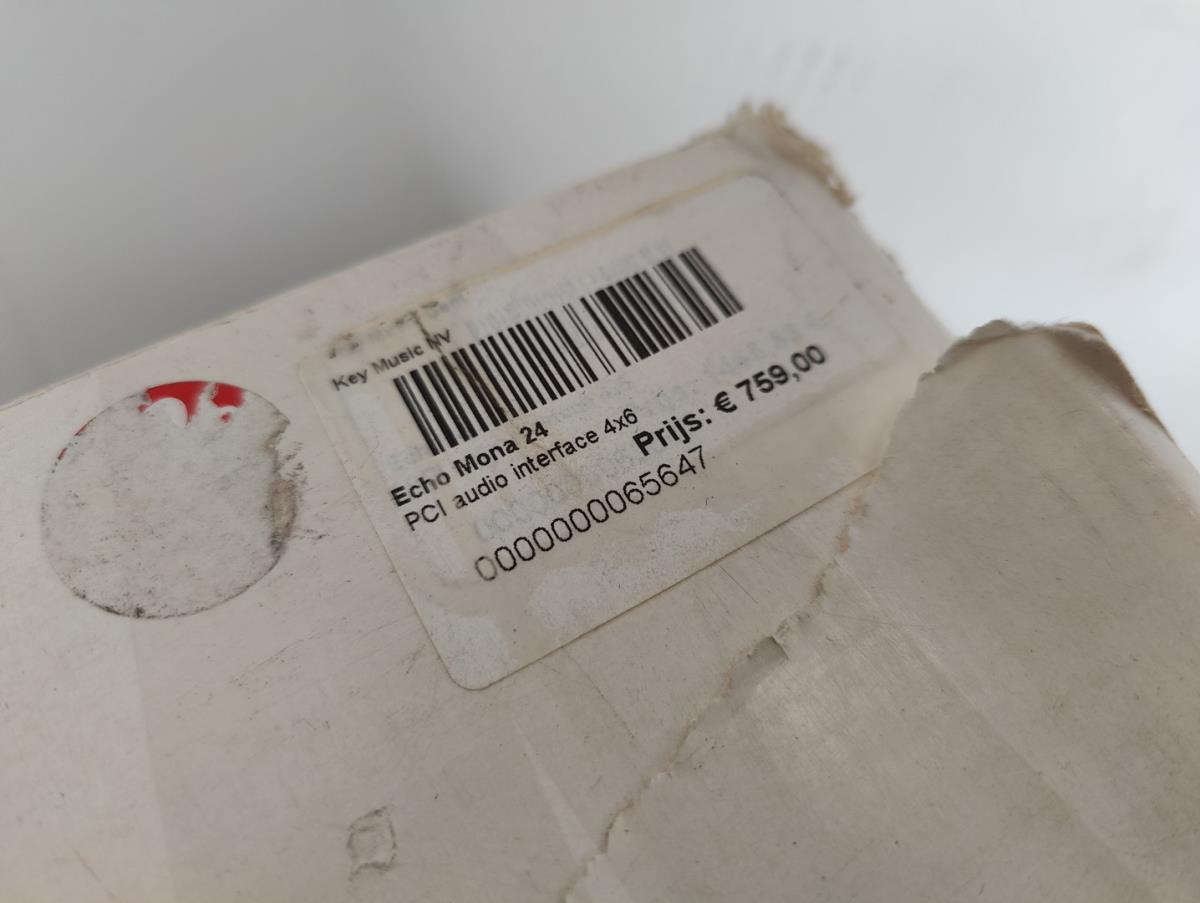 Key Music NV
Echo Mona 24
PCI audio interface 4x6
Prijs: € 759,00
0000000065647